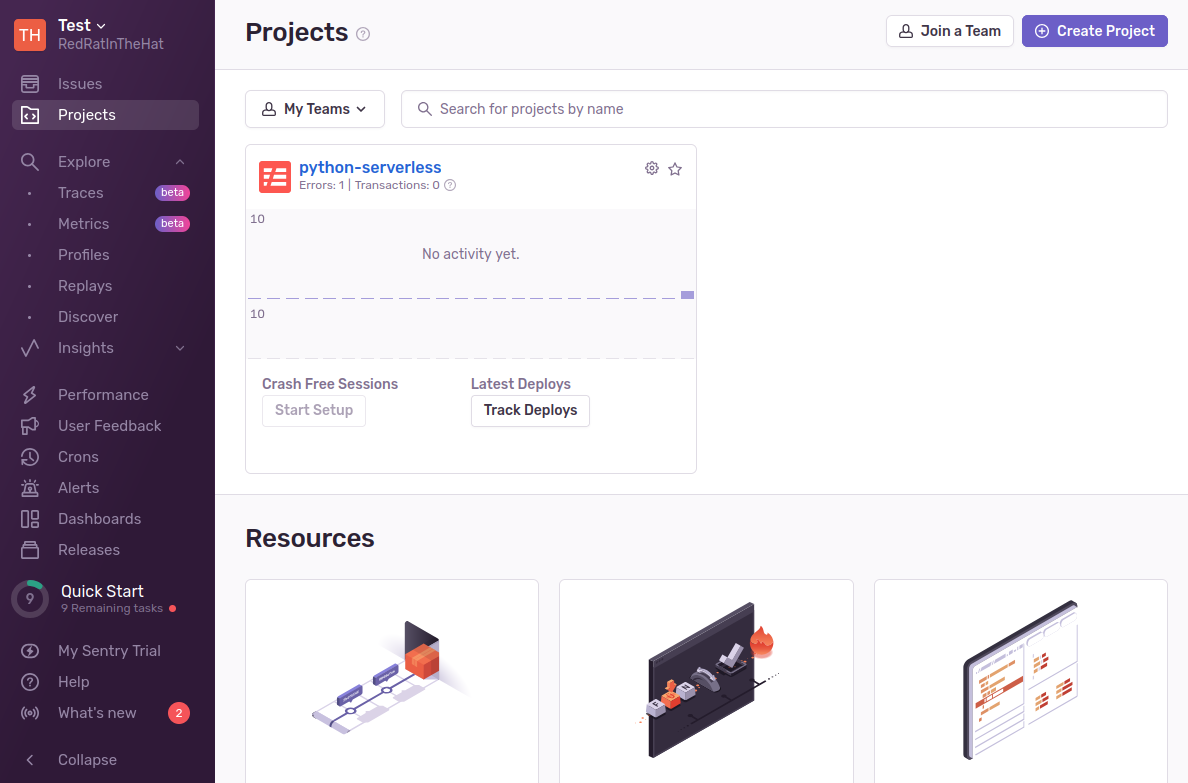 TH
Test
RedRatInTheHat
Issues
Projects
Explore
Traces beta
Metrics beta
Profiles
Replays
Discover
Insights
Performance
User Feedback
Crons
Alerts
Dashboards
Releases
9
Quick Start
9 Remaining tasks
My Sentry Trial
Help
What's new 2
Collapse
Projects
Join a Team
Create Project
My Teams
Search for projects by name
python-serverless
Errors: 1 | Transactions: 0
10
No activity yet.
10
Crash Free Sessions
Start Setup
Latest Deploys
Track Deploys
Resources